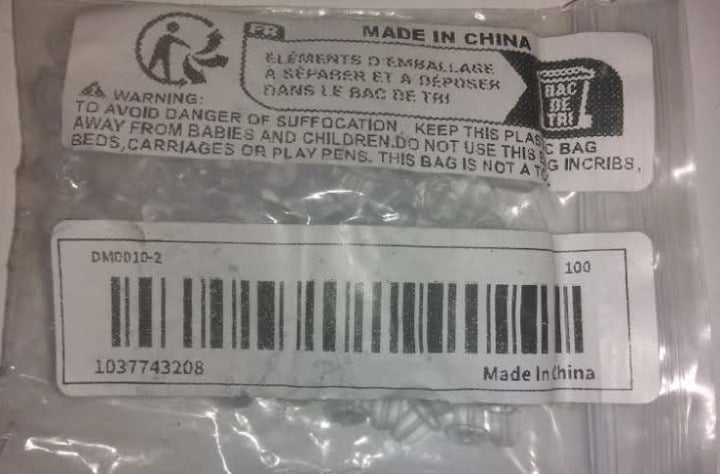 FR
MADE IN CHINA
ÉLÉMENTS D'EMBALLAGE
À SÉPARER ET À DÉPOSER
DANS LE BAC DE TRI
BAC
DE
TRI
WARNING:
TO AVOID DANGER OF SUFFOCATION, KEEP THIS PLAS C BAG
AWAY FROM BABIES AND CHILDREN.DO NOT USE THIS B G INCRIBS,
BEDS,CARRIAGES OR PLAY PENS. THIS BAG IS NOT A TO
DM0010-2
100
1037743208
Made In China